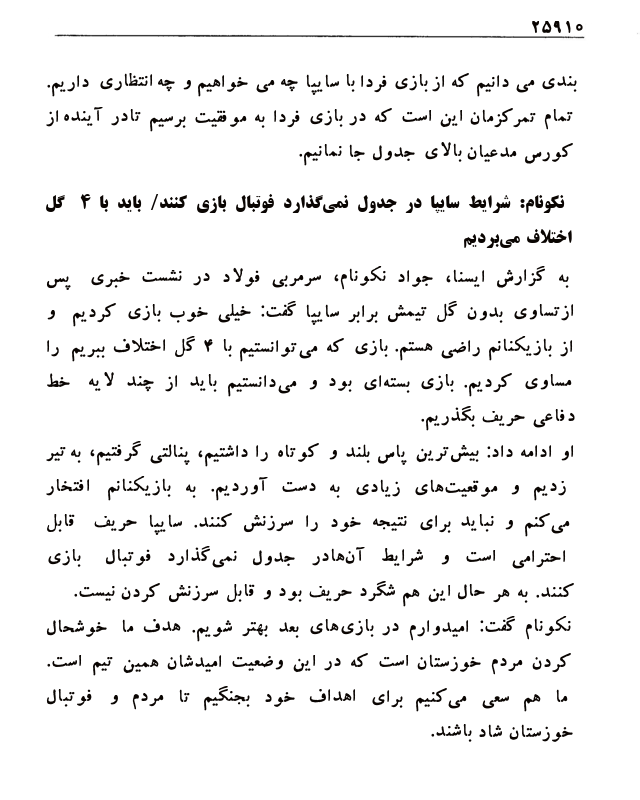 ۲۵۹۱۰
بندی می دانیم که از بازی فردا با سایپا چه می خواهیم و چه انتظاری داریم.
تمام تمرکزمان این است که در بازی فردا به موفقیت برسیم تادر آینده از
کورس مدعیان بالای جدول جا نمانیم.
نکونام: شرایط سایپا در جدول نمی‌گذارد فوتبال بازی کنند/ باید با ۴ گل
اختلاف می‌بردیم
به گزارش ایسنا، جواد نکونام، سرمربی فولاد در نشست خبری پس
ازتساوی بدون گل تیمش برابر سایپا گفت: خیلی خوب بازی کردیم و
از بازیکنانم راضی هستم. بازی که می‌توانستیم با ۴ گل اختلاف ببریم را
مساوی کردیم. بازی بسته‌ای بود و می‌دانستیم باید از چند لایه خط
دفاعی حریف بگذریم.
او ادامه داد: بیش‌ترین پاس بلند و کوتاه را داشتیم، پنالتی گرفتیم، به تیر
زدیم و موقعیت‌های زیادی به دست آوردیم. به بازیکنانم افتخار
می‌کنم و نباید برای نتیجه خود را سرزنش کنند. سایپا حریف قابل
احترامی است و شرایط آن‌هادر جدول نمی‌گذارد فوتبال بازی
کنند. به هر حال این هم شگرد حریف بود و قابل سرزنش کردن نیست.
نکونام گفت: امیدوارم در بازی‌های بعد بهتر شویم. هدف ما خوشحال
کردن مردم خوزستان است که در این وضعیت امیدشان همین تیم است.
ما هم سعی می‌کنیم برای اهداف خود بجنگیم تا مردم و فوتبال
خوزستان شاد باشند.